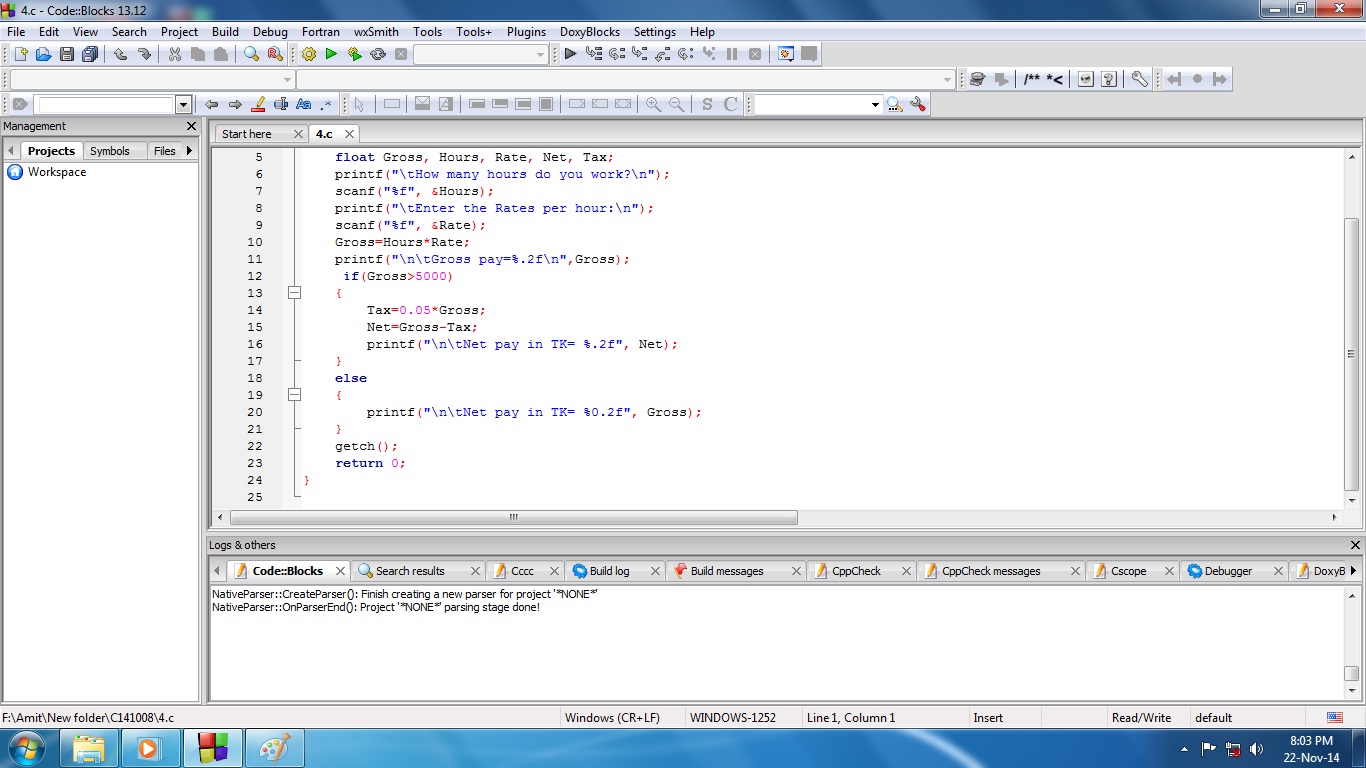 4.c - Code::Blocks 13.12
File Edit View Search Project Build Debug Fortran wxSmith Tools Tools+ Plugins DoxyBlocks Settings Help
/** *<
Aa .*
S C
Management
Projects Symbols Files
Workspace
Start here 4.c
5 float Gross, Hours, Rate, Net, Tax;
6 printf("\tHow many hours do you work?\n");
7 scanf("%f", &Hours);
8 printf("\tEnter the Rates per hour:\n");
9 scanf("%f", &Rate);
10 Gross=Hours*Rate;
11 printf("\n\tGross pay=%.2f\n",Gross);
12 if(Gross>5000)
13 {
14 Tax=0.05*Gross;
15 Net=Gross-Tax;
16 printf("\n\tNet pay in TK= %.2f", Net);
17 }
18 else
19 {
20 printf("\n\tNet pay in TK= %0.2f", Gross);
21 }
22 getch();
23 return 0;
24 }
25
Logs & others
Code::Blocks Search results Cccc Build log Build messages CppCheck CppCheck messages Cscope Debugger DoxyB
NativeParser::CreateParser(): Finish creating a new parser for project '*NONE*'
NativeParser::OnParserEnd(): Project '*NONE*' parsing stage done!
F:\Amit\New folder\C141008\4.c Windows (CR+LF) WINDOWS-1252 Line 1, Column 1 Insert Read/Write default
8:03 PM
22-Nov-14